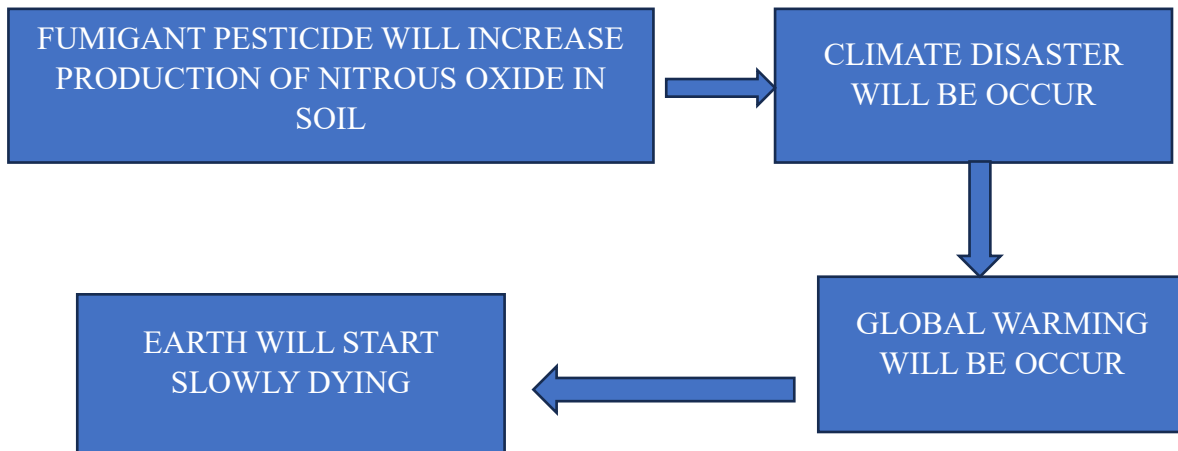 FUMIGANT PESTICIDE WILL INCREASE
PRODUCTION OF NITROUS OXIDE IN
SOIL
CLIMATE DISASTER
WILL BE OCCUR
GLOBAL WARMING
WILL BE OCCUR
EARTH WILL START
SLOWLY DYING